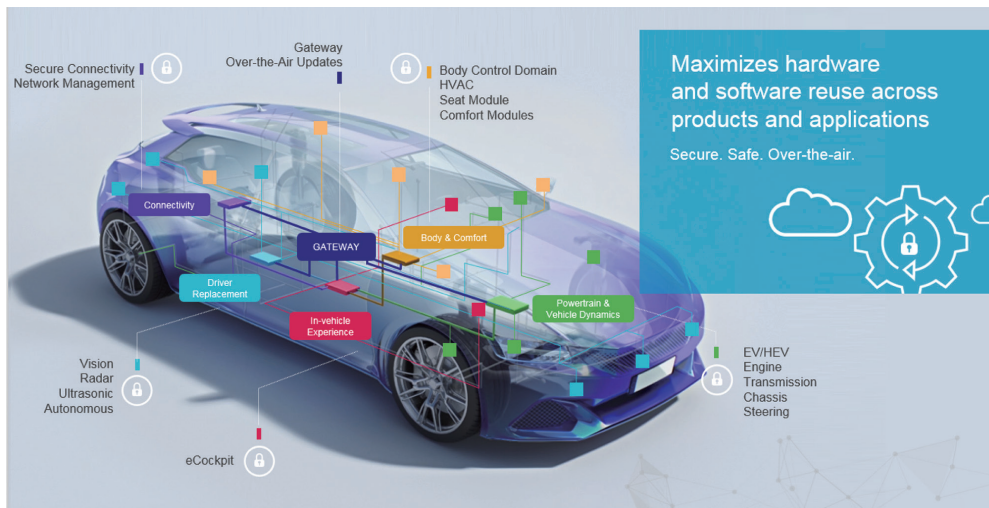 Gateway
Over-the-Air Updates
Secure Connectivity
Network Management
Body Control Domain
HVAC
Seat Module
Comfort Modules
Maximizes hardware
and software reuse across
products and applications
Secure. Safe. Over-the-air.
Connectivity
GATEWAY
Body & Comfort
Driver
Replacement
In-vehicle
Experience
Powertrain &
Vehicle Dynamics
Vision
Radar
Ultrasonic
Autonomous
EV/HEV
Engine
Transmission
Chassis
Steering
eCockpit